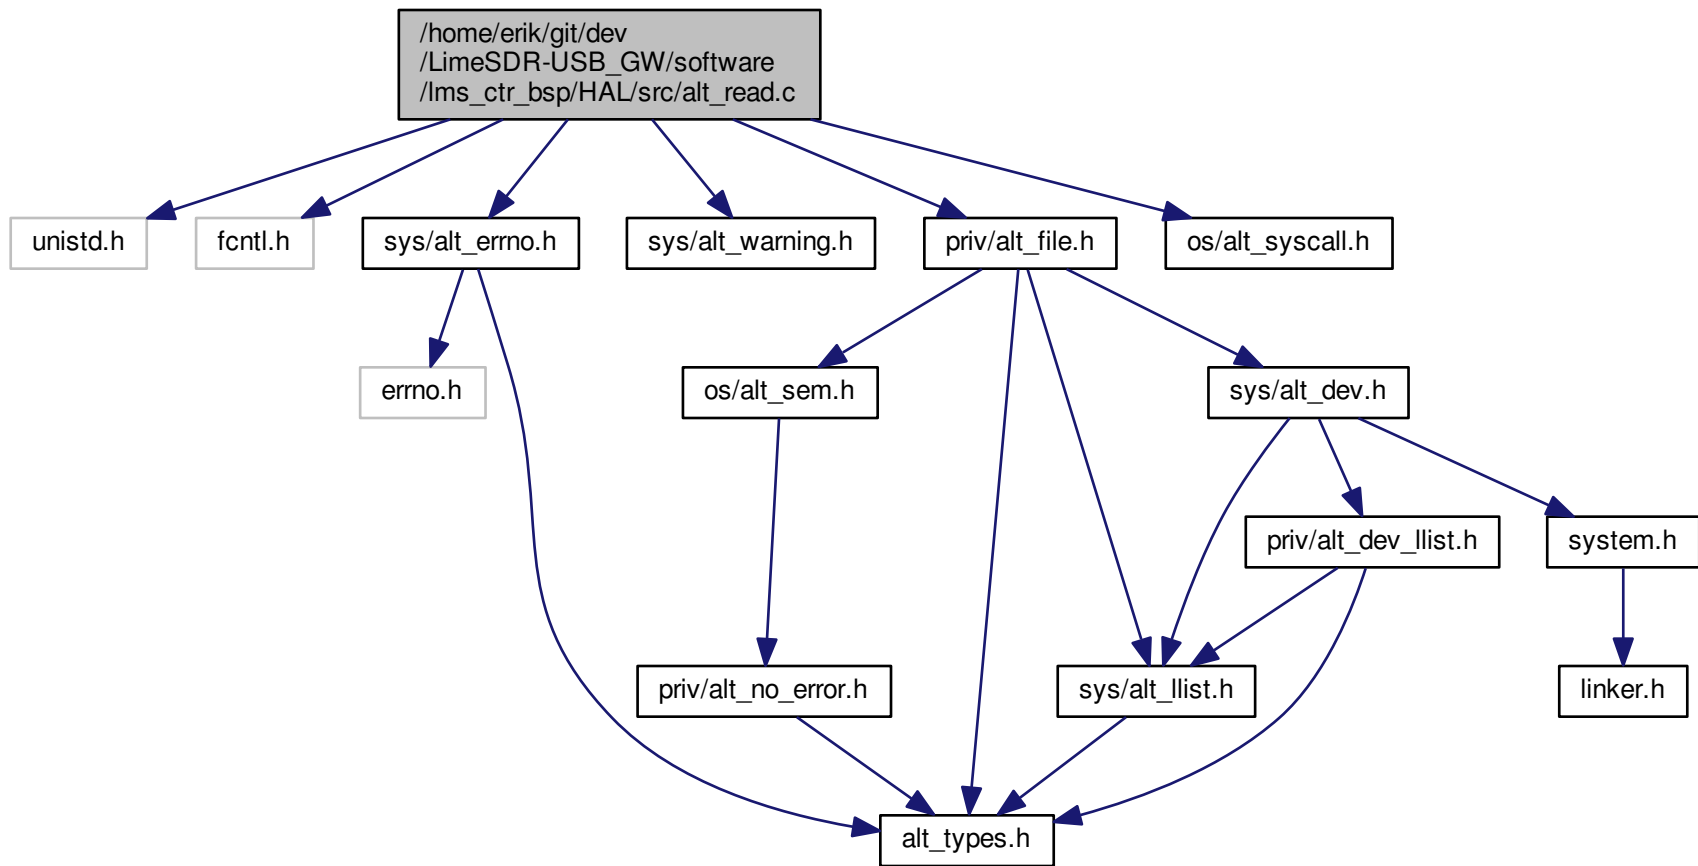 /home/erik/git/dev
/LimeSDR-USB_GW/software
/lms_ctr_bsp/HAL/src/alt_read.c
unistd.h
fcntl.h
sys/alt_errno.h
sys/alt_warning.h
priv/alt_file.h
os/alt_syscall.h
errno.h
os/alt_sem.h
sys/alt_dev.h
priv/alt_dev_llist.h
system.h
priv/alt_no_error.h
sys/alt_llist.h
linker.h
alt_types.h